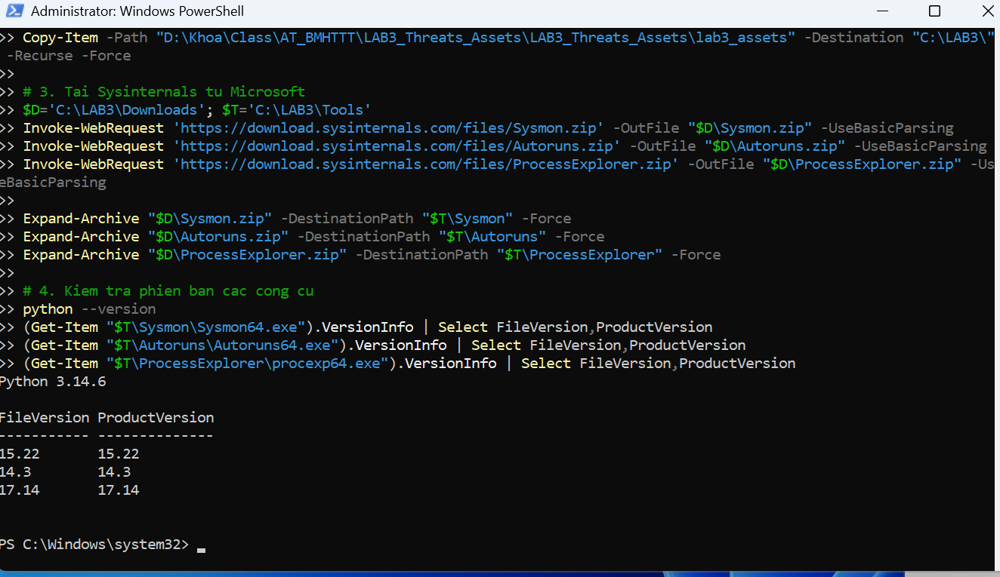 Administrator: Windows PowerShell
>> Copy-Item -Path "D:\Khoa\Class\AT_BMHTTT\LAB3_Threats_Assets\LAB3_Threats_Assets\lab3_assets" -Destination "C:\LAB3\"
-Recurse -Force
>>
>> # 3. Tai Sysinternals tu Microsoft
>> $D='C:\LAB3\Downloads'; $T='C:\LAB3\Tools'
>> Invoke-WebRequest 'https://download.sysinternals.com/files/Sysmon.zip' -OutFile "$D\Sysmon.zip" -UseBasicParsing
>> Invoke-WebRequest 'https://download.sysinternals.com/files/Autoruns.zip' -OutFile "$D\Autoruns.zip" -UseBasicParsing
>> Invoke-WebRequest 'https://download.sysinternals.com/files/ProcessExplorer.zip' -OutFile "$D\ProcessExplorer.zip" -Us
eBasicParsing
>>
>> Expand-Archive "$D\Sysmon.zip" -DestinationPath "$T\Sysmon" -Force
>> Expand-Archive "$D\Autoruns.zip" -DestinationPath "$T\Autoruns" -Force
>> Expand-Archive "$D\ProcessExplorer.zip" -DestinationPath "$T\ProcessExplorer" -Force
>>
>> # 4. Kiem tra phien ban cac cong cu
>> python --version
>> (Get-Item "$T\Sysmon\Sysmon64.exe").VersionInfo | Select FileVersion,ProductVersion
>> (Get-Item "$T\Autoruns\Autoruns64.exe").VersionInfo | Select FileVersion,ProductVersion
>> (Get-Item "$T\ProcessExplorer\procexp64.exe").VersionInfo | Select FileVersion,ProductVersion
Python 3.14.6
FileVersion ProductVersion
----------- --------------
15.22 15.22
14.3 14.3
17.14 17.14
PS C:\Windows\system32>